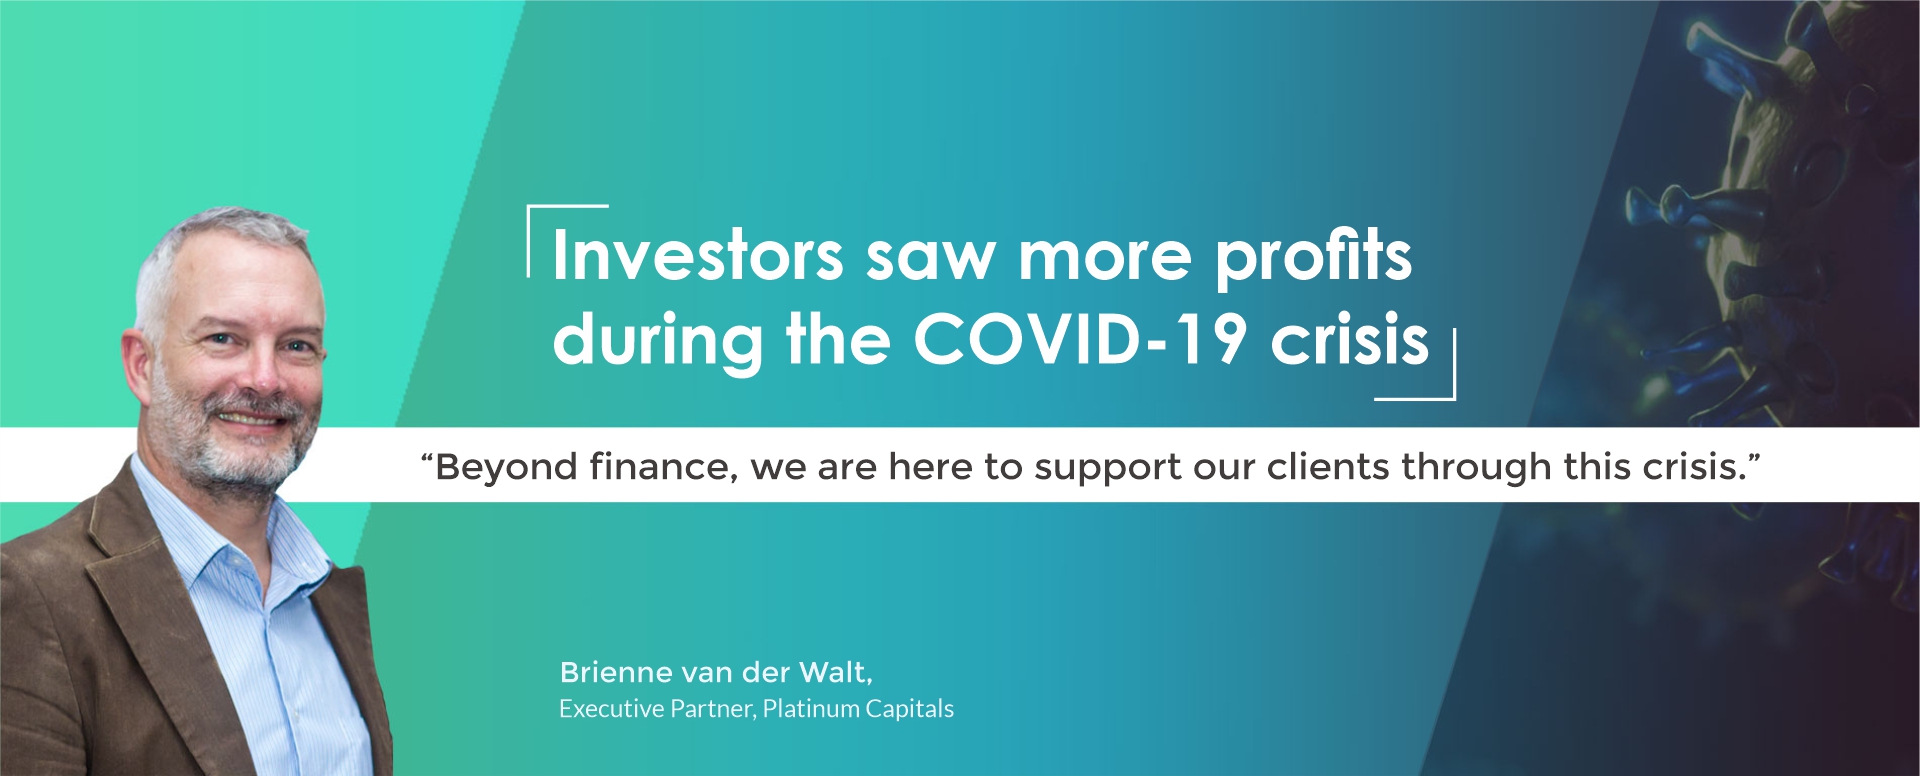 Investors saw more profits
during the COVID-19 crisis
“Beyond finance, we are here to support our clients through this crisis.”
Brienne van der Walt,
Executive Partner, Platinum Capitals